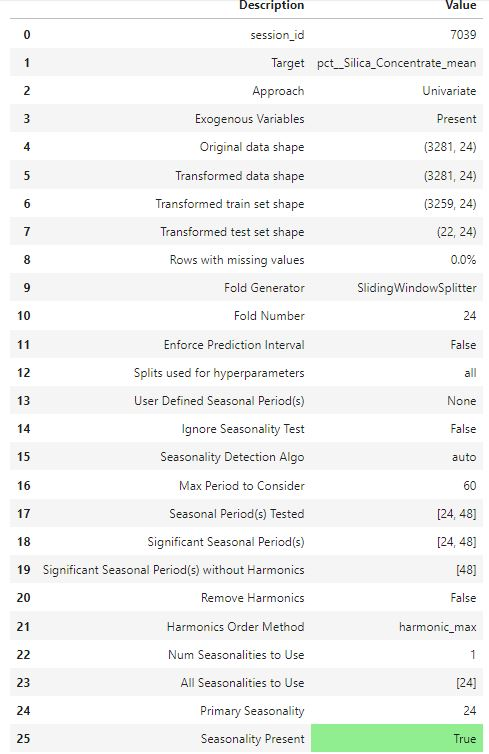 Description Value
0 session_id 7039
1 Target pct__Silica_Concentrate_mean
2 Approach Univariate
3 Exogenous Variables Present
4 Original data shape (3281, 24)
5 Transformed data shape (3281, 24)
6 Transformed train set shape (3259, 24)
7 Transformed test set shape (22, 24)
8 Rows with missing values 0.0%
9 Fold Generator SlidingWindowSplitter
10 Fold Number 24
11 Enforce Prediction Interval False
12 Splits used for hyperparameters all
13 User Defined Seasonal Period(s) None
14 Ignore Seasonality Test False
15 Seasonality Detection Algo auto
16 Max Period to Consider 60
17 Seasonal Period(s) Tested [24, 48]
18 Significant Seasonal Period(s) [24, 48]
19 Significant Seasonal Period(s) without Harmonics [48]
20 Remove Harmonics False
21 Harmonics Order Method harmonic_max
22 Num Seasonalities to Use 1
23 All Seasonalities to Use [24]
24 Primary Seasonality 24
25 Seasonality Present True